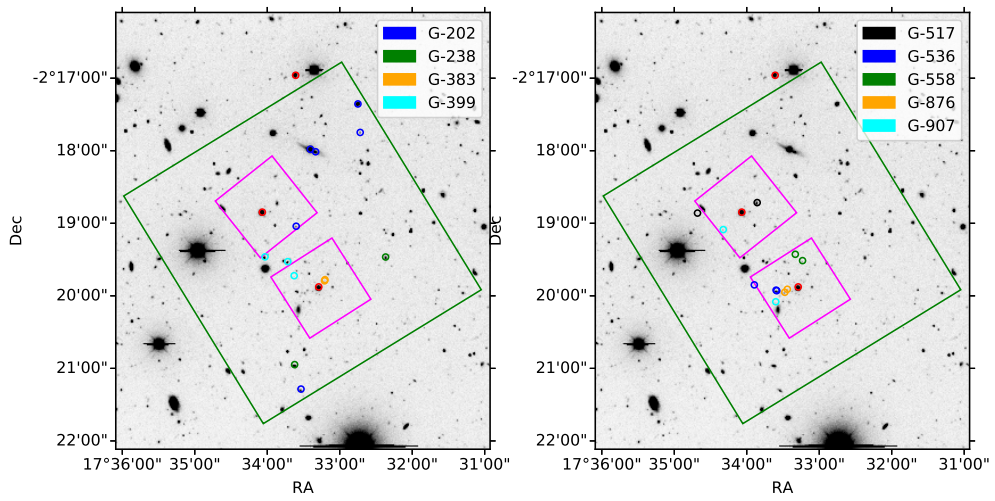 G-202
G-238
G-383
G-399
-2°17'00"
18'00"
19'00"
20'00"
21'00"
22'00"
Dec
17°36'00" 35'00" 34'00" 33'00" 32'00" 31'00"
RA
G-517
G-536
G-558
G-876
G-907
-2°17'00"
18'00"
19'00"
20'00"
21'00"
22'00"
Dec
17°36'00" 35'00" 34'00" 33'00" 32'00" 31'00"
RA